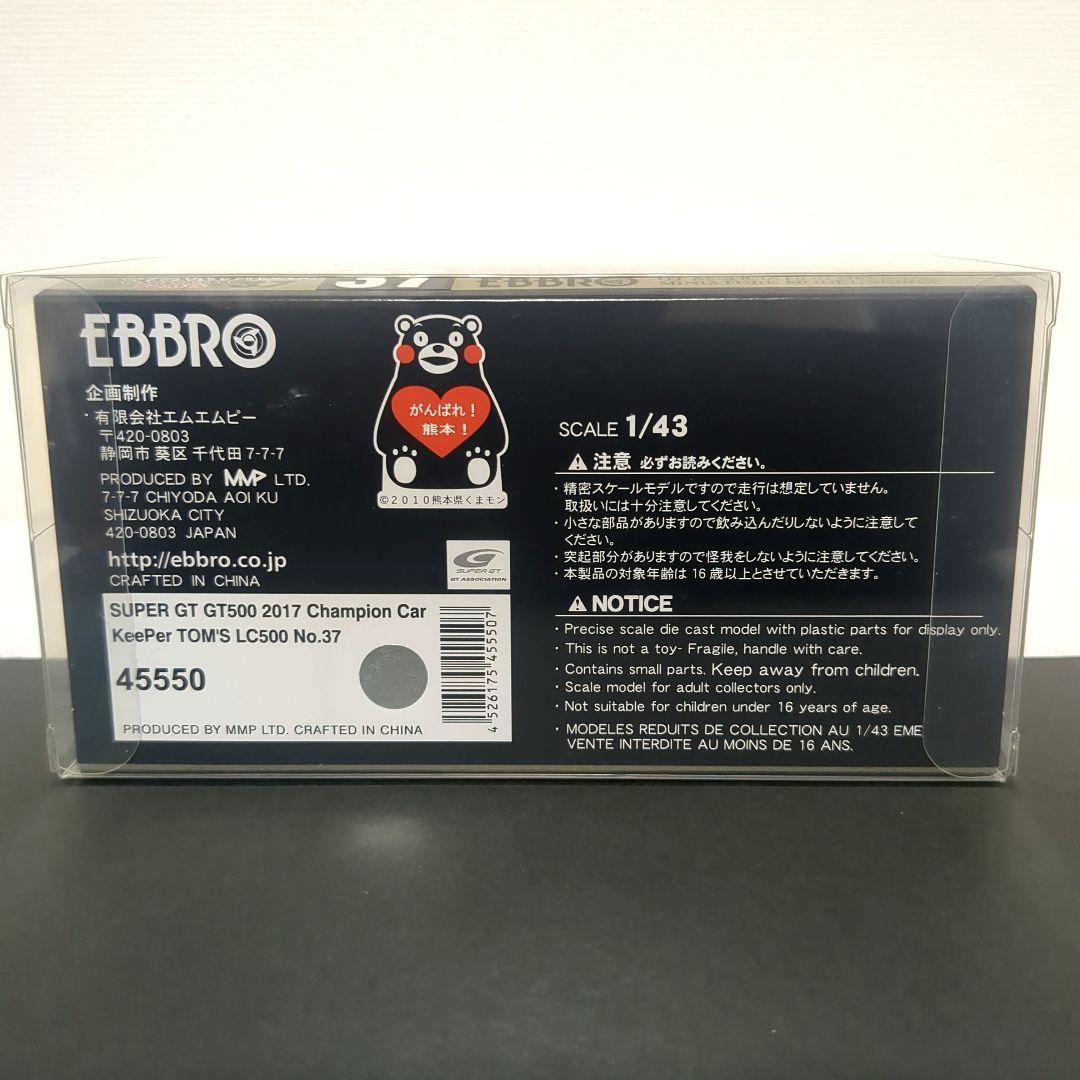 37
EBBRO
EBBRO
企画制作
・有限会社エムエムピー
〒420-0803
静岡市 葵区 千代田 7-7-7
PRODUCED BY MMP LTD.
7-7-7 CHIYODA AOI KU
SHIZUOKA CITY
420-0803 JAPAN
http://ebbro.co.jp
CRAFTED IN CHINA
がんばれ！
熊本！
©2010熊本県くまモン
SUPER GT
GT ASSOCIATION
SUPER GT GT500 2017 Champion Car
KeePer TOM'S LC500 No.37
45550
PRODUCED BY MMP LTD. CRAFTED IN CHINA
4 526175 455507
SCALE 1/43
⚠ 注意 必ずお読みください。
・精密スケールモデルですので走行は想定していません。
取扱いには十分注意してください。
・小さな部品がありますので飲み込んだりしないように注意して
ください。
・突起部分がありますので怪我をしないように注意してください。
・本製品の対象年齢は 16 歳以上とさせていただきます。
⚠ NOTICE
・Precise scale die cast model with plastic parts for display only.
・This is not a toy- Fragile, handle with care.
・Contains small parts. Keep away from children.
・Scale model for adult collectors only.
・Not suitable for children under 16 years of age.
・MODELES REDUITS DE COLLECTION AU 1/43 EME
VENTE INTERDITE AU MOINS DE 16 ANS.